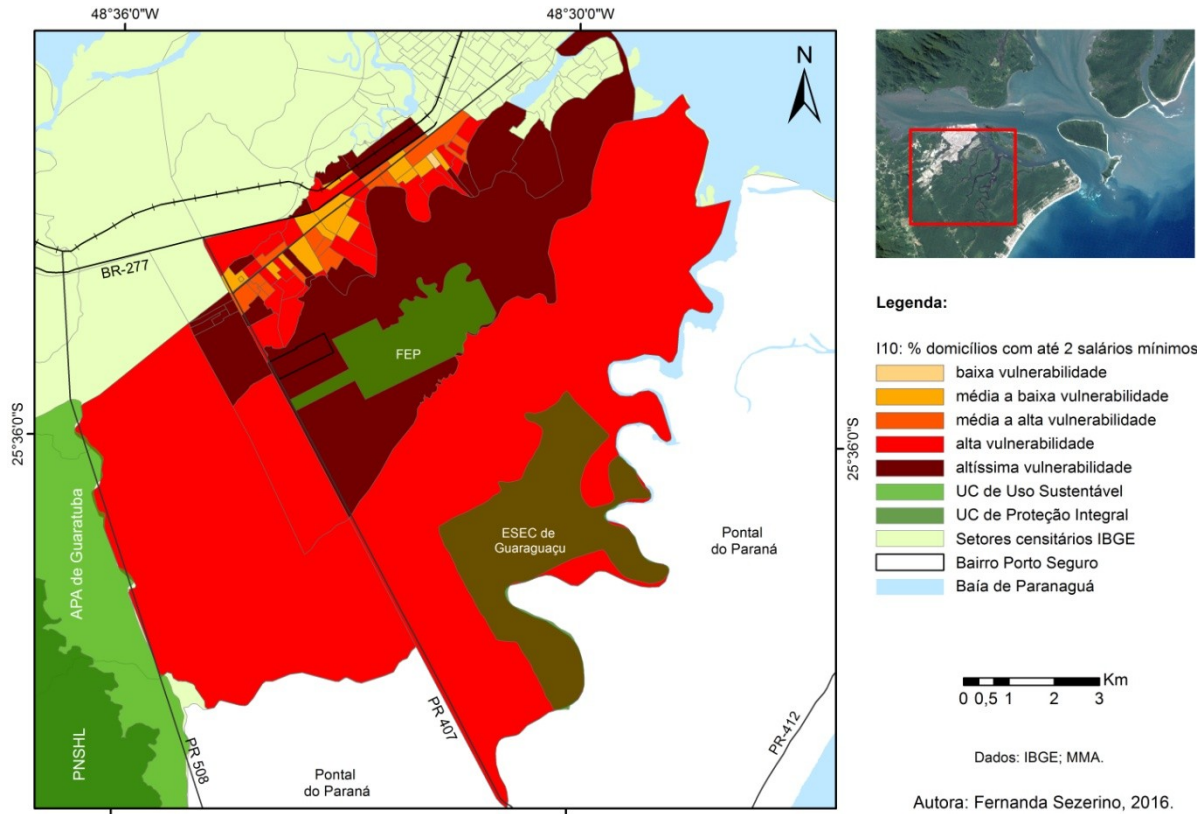 48°36'0"W
48°30'0"W
N
BR-277
FEP
25°36'0"S
25°36'0"S
APA de Guaratuba
ESEC de
Guaraguaçu
Pontal
do Paraná
PNSHL
PR 508
PR 407
PR-412
Pontal
do Paraná
Legenda:
I10: % domicílios com até 2 salários mínimos
baixa vulnerabilidade
média a baixa vulnerabilidade
média a alta vulnerabilidade
alta vulnerabilidade
altíssima vulnerabilidade
UC de Uso Sustentável
UC de Proteção Integral
Setores censitários IBGE
Bairro Porto Seguro
Baía de Paranaguá
Km
0 0,5 1 2 3
Dados: IBGE; MMA.
Autora: Fernanda Sezerino, 2016.